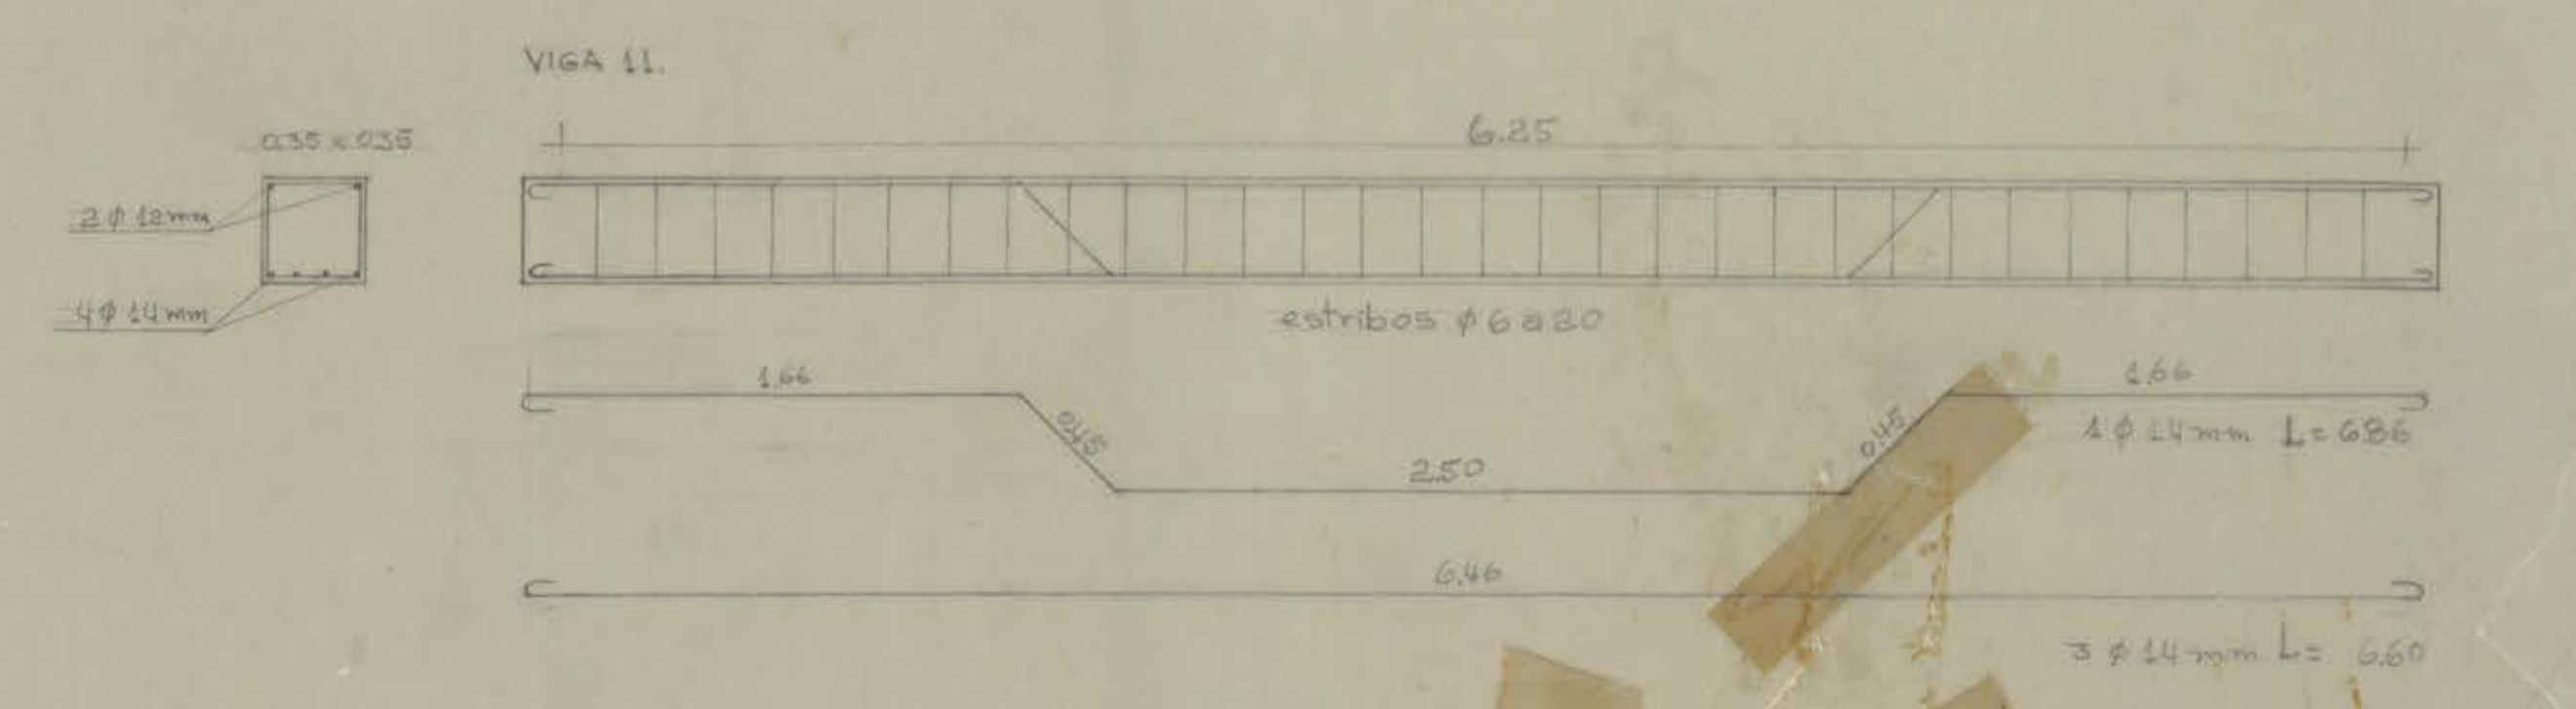 VIGA 11.
0.35 x 0.35
6.25
2 ϕ 12 mm
4 ϕ 14 mm
estribos ϕ 6 a 20
1.66
1.66
0.45
0.45
1 ϕ 14 mm L = 6.86
2.50
6.46
3 ϕ 14 mm L = 6.60